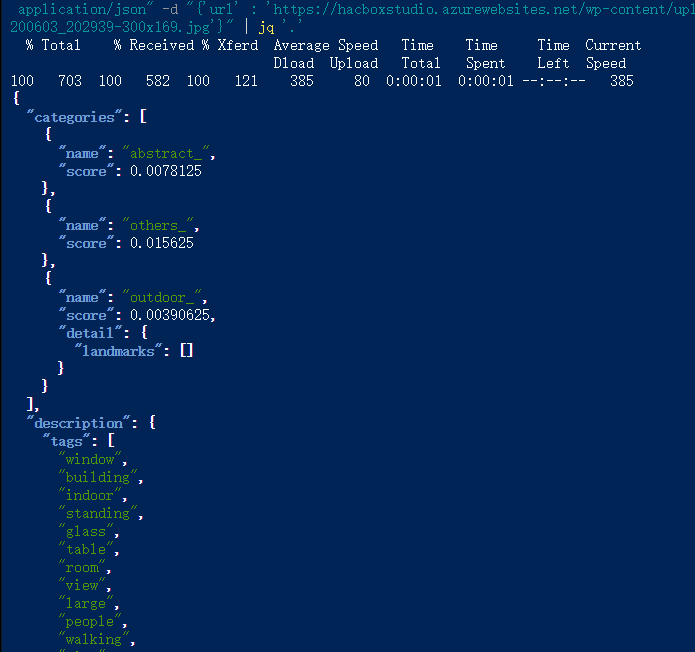 application/json" -d "{'url' : 'https://hacboxstudio.azurewebsites.net/wp-content/upl
200603_202939-300x169.jpg'}" | jq '.'
% Total % Received % Xferd Average Speed Time Time Time Current
Dload Upload Total Spent Left Speed
100 703 100 582 100 121 385 80 0:00:01 0:00:01 --:--:-- 385
{
"categories": [
{
"name": "abstract_",
"score": 0.0078125
},
{
"name": "others_",
"score": 0.015625
},
{
"name": "outdoor_",
"score": 0.00390625,
"detail": {
"landmarks": []
}
}
],
"description": {
"tags": [
"window",
"building",
"indoor",
"standing",
"glass",
"table",
"room",
"view",
"large",
"people",
"walking",